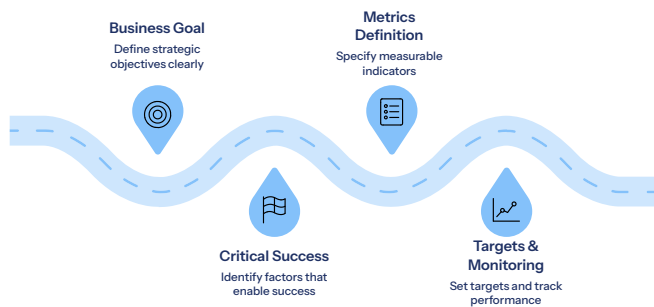 Business Goal
Define strategic
objectives clearly
Critical Success
Identify factors that
enable success
Metrics
Definition
Specify measurable
indicators
Targets &
Monitoring
Set targets and track
performance